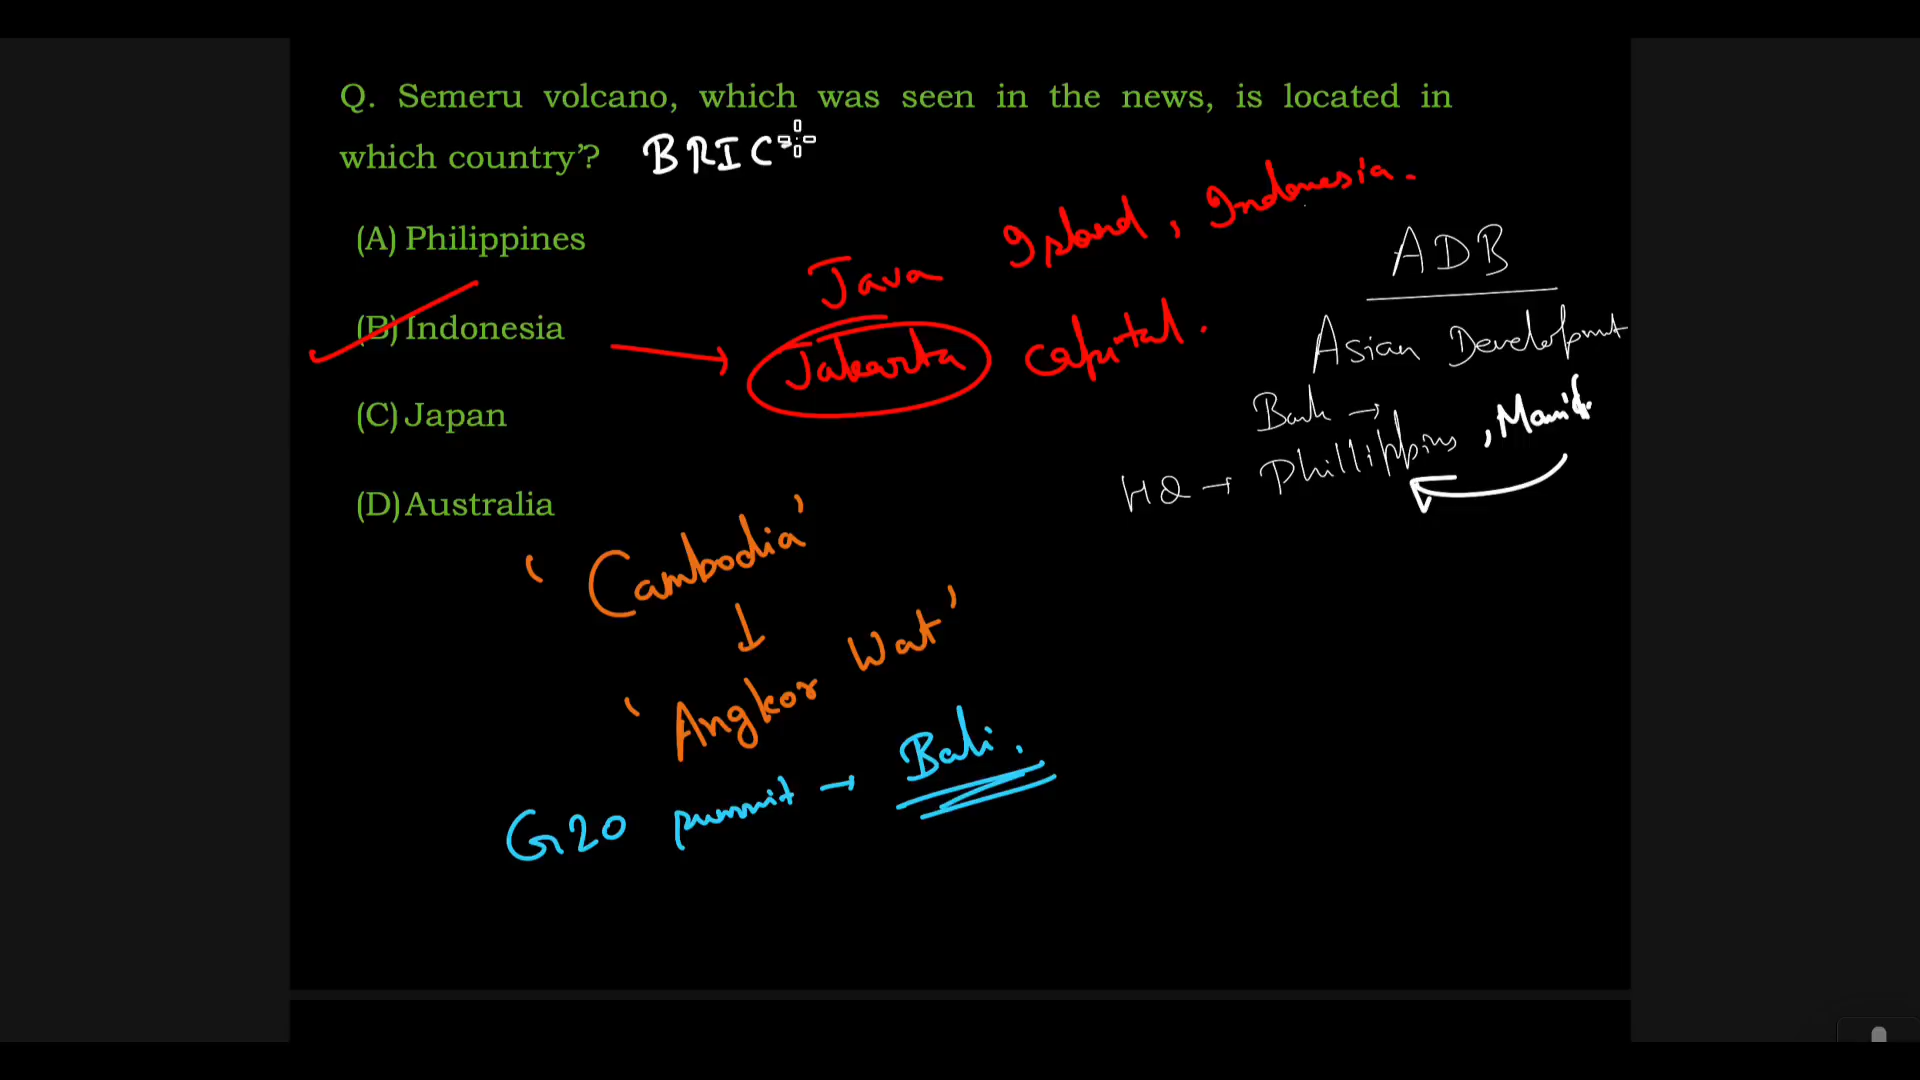 Q. Semeru volcano, which was seen in the news, is located in
which country’? BRIC
(A) Philippines
(B) Indonesia
(C) Japan
(D) Australia
Java Island, Indonesia.
Jakarta capital.
ADB
Asian Development
Bank →
HQ → Phillippins, Manil
‘Cambodia’
↓
‘Angkor Wat’
G20 summit → Bali.